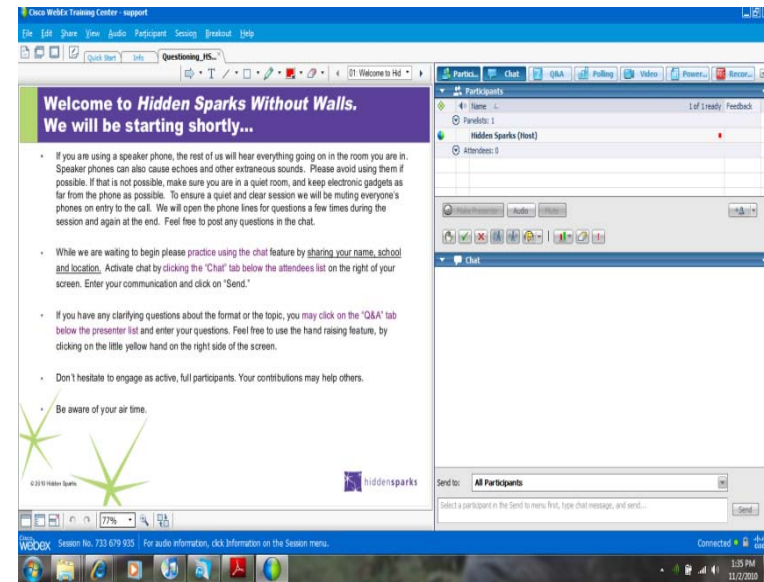 Cisco WebEx Training Center - support
File Edit Share View Audio Participant Session Breakout Help
Quick Start Info Questioning_HS...
01: Welcome to Hid
Welcome to Hidden Sparks Without Walls.
We will be starting shortly...
If you are using a speaker phone, the rest of us will hear everything going on in the room you are in.
Speaker phones can also cause echoes and other extraneous sounds. Please avoid using them if
possible. If that is not possible, make sure you are in a quiet room, and keep electronic gadgets as
far from the phone as possible. To ensure a quiet and clear session we will be muting everyone's
phones on entry to the call. We will open the phone lines for questions a few times during the
session and again at the end. Feel free to post any questions in the chat.
While we are waiting to begin please practice using the chat feature by sharing your name, school
and location. Activate chat by clicking the "Chat" tab below the attendees list on the right of your
screen. Enter your communication and click on "Send."
If you have any clarifying questions about the format or the topic, you may click on the "Q&A" tab
below the presenter list and enter your questions. Feel free to use the hand raising feature, by
clicking on the little yellow hand on the right side of the screen.
Don't hesitate to engage as active, full participants. Your contributions may help others.
Be aware of your air time.
©2010 Hidden Sparks
hiddensparks
77%
Partici... Chat Q&A Polling Video Power... Recor...
Participants
Name 1 of 1 ready Feedback
Panelists: 1
Hidden Sparks (Host)
Attendees: 0
Make Presenter Audio Mute
Chat
Send to: All Participants
Select a participant in the Send to menu first, type chat message, and send...
Send
Cisco webex Session No. 733 679 935 For audio information, click Information on the Session menu.
Connected
1:35 PM
11/2/2010